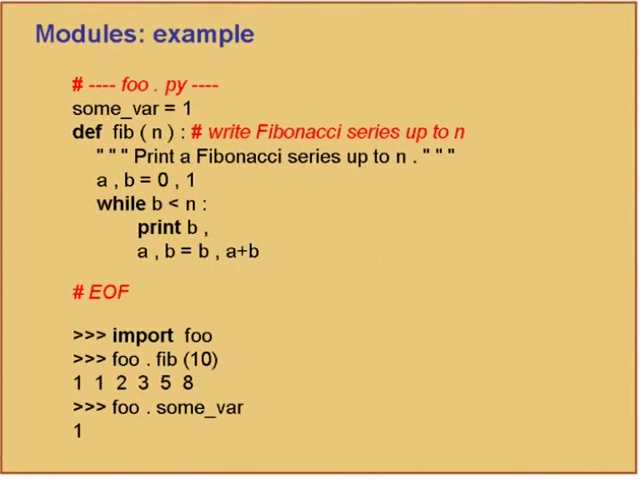 Modules: example
# ---- foo . py ----
some_var = 1
def fib ( n ) : # write Fibonacci series up to n
" " " Print a Fibonacci series up to n . " " "
a , b = 0 , 1
while b < n :
print b ,
a , b = b , a+b
# EOF
>>> import foo
>>> foo . fib (10)
1 1 2 3 5 8
>>> foo . some_var
1